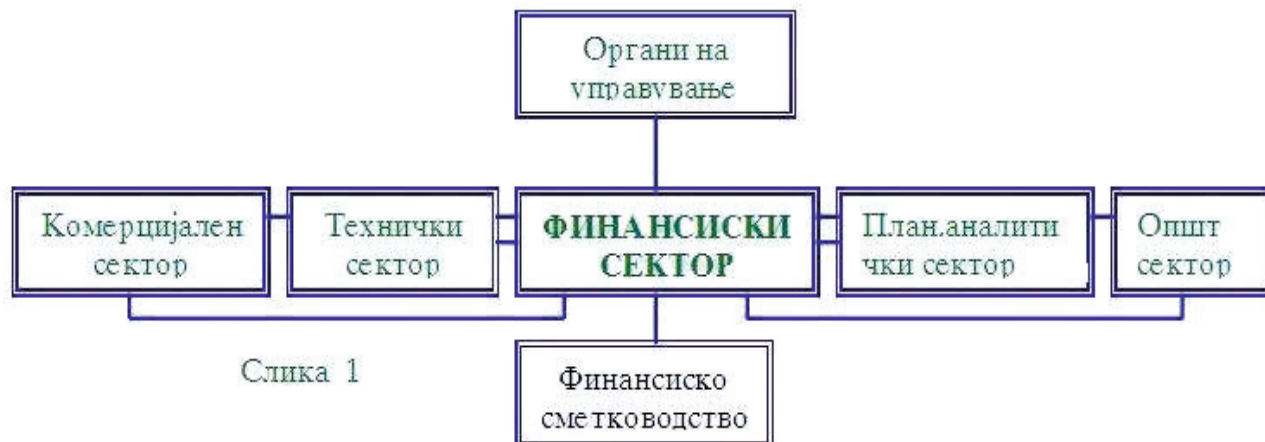 Органи на
управување
Комерцијален
сектор
Технички
сектор
ФИНАНСИСКИ
СЕКТОР
План.аналити
чки сектор
Општ
сектор
Слика 1
Финансиско
сметководство